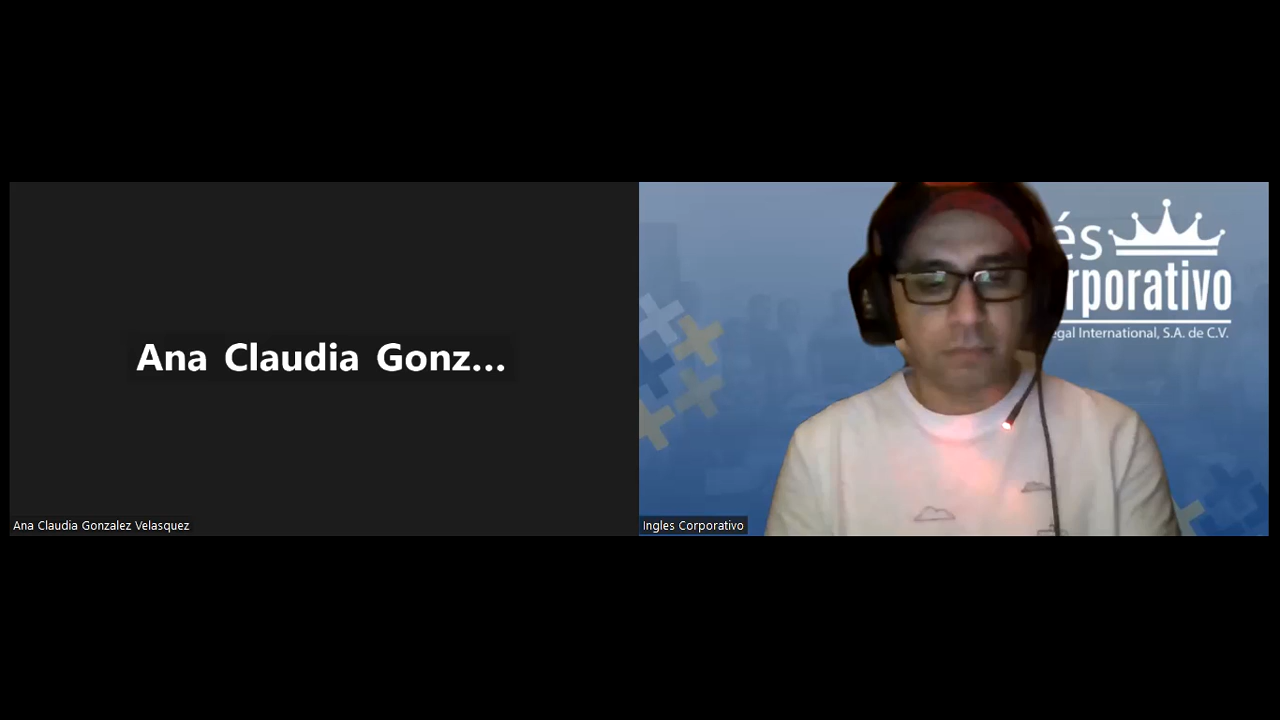 Ana Claudia Gonz...
és
rporativo
egal International, S.A. de C.V.
Ana Claudia Gonzalez Velasquez
Ingles Corporativo